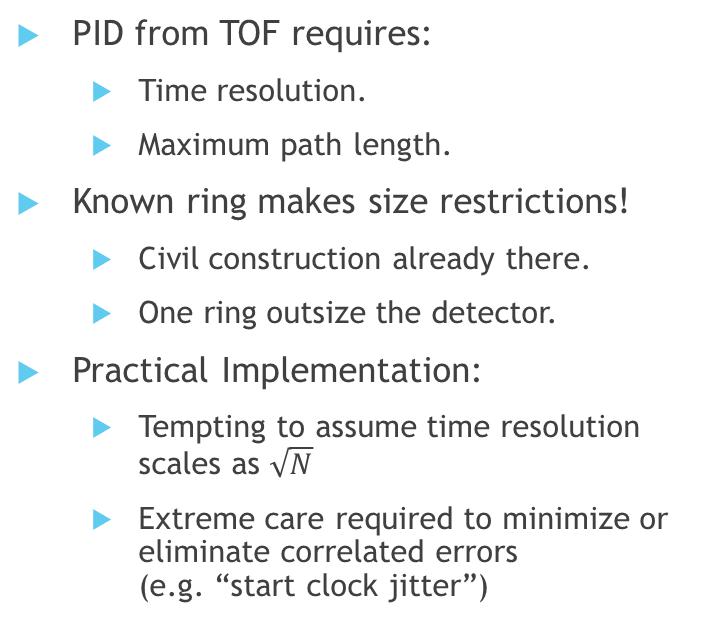 PID from TOF requires:
Time resolution.
Maximum path length.
Known ring makes size restrictions!
Civil construction already there.
One ring outsize the detector.
Practical Implementation:
Tempting to assume time resolution
scales as √N
Extreme care required to minimize or
eliminate correlated errors
(e.g. “start clock jitter”)